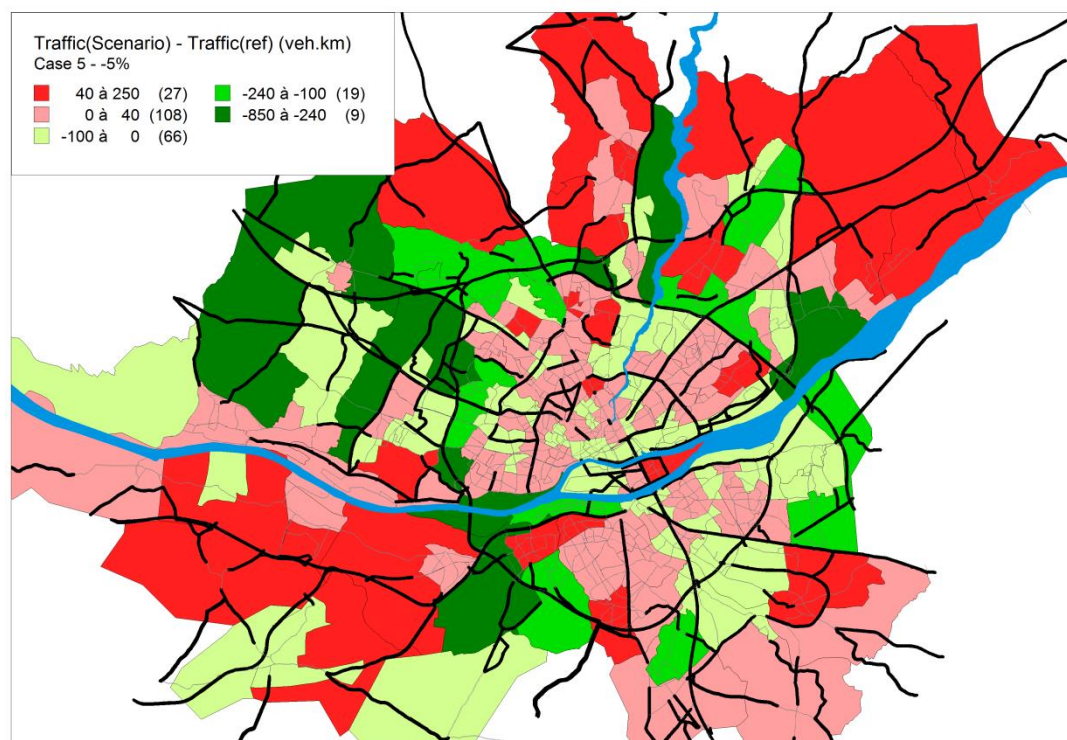 Traffic(Scenario) - Traffic(ref) (veh.km)
Case 5 - -5%
40 à 250 (27)
0 à 40 (108)
-100 à 0 (66)
-240 à -100 (19)
-850 à -240 (9)